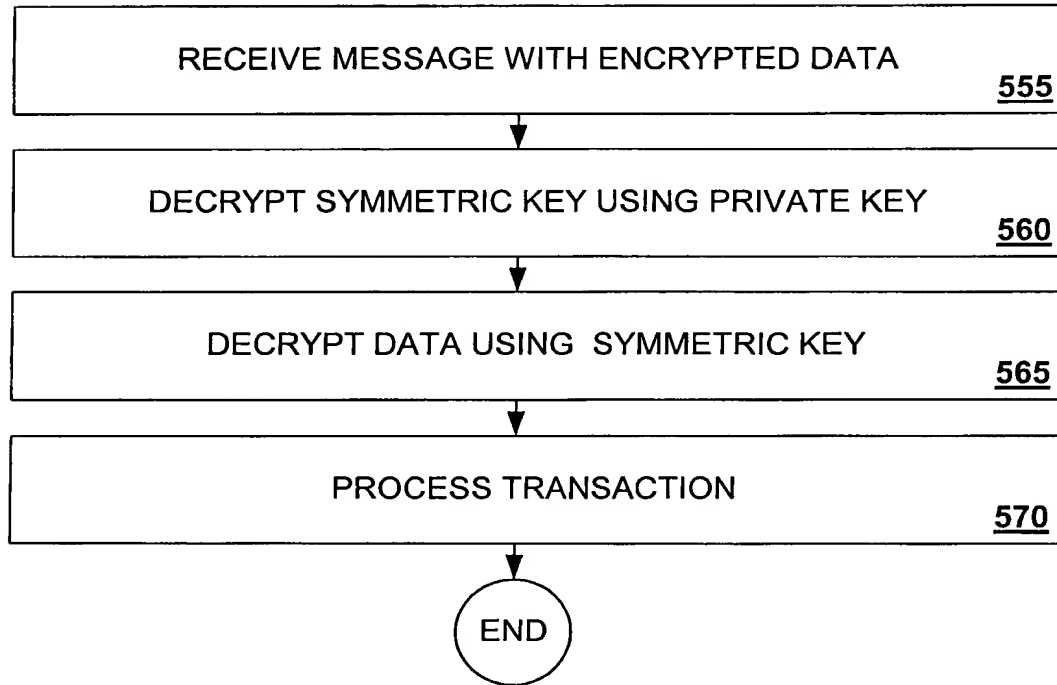 RECEIVE MESSAGE WITH ENCRYPTED DATA
555
DECRYPT SYMMETRIC KEY USING PRIVATE KEY
560
DECRYPT DATA USING SYMMETRIC KEY
565
PROCESS TRANSACTION
570
END